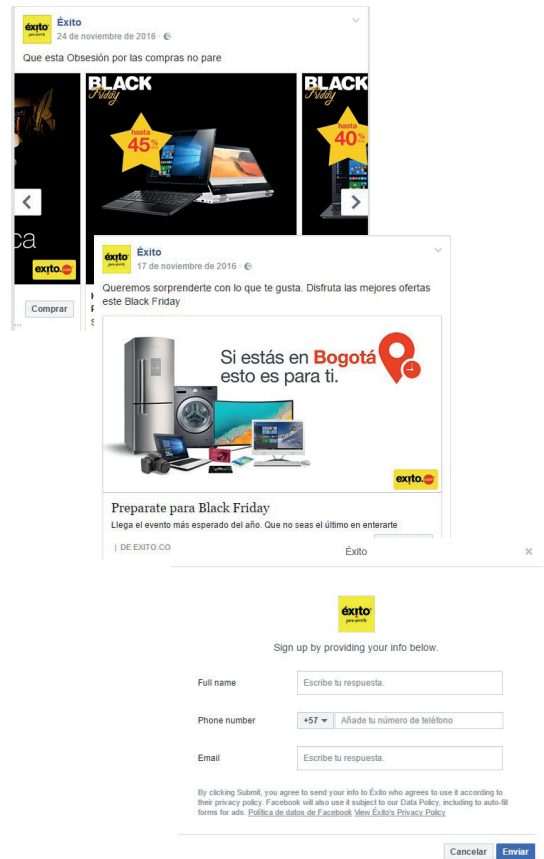 éxito
Éxito
24 de noviembre de 2016 ·
Que esta Obsesión por las compras no pare
BLACK
Friday
hasta
45%
BLACK
Friday
hasta
40%
ca
exito.com
Comprar
...
éxito
Éxito
17 de noviembre de 2016 ·
Queremos sorprenderte con lo que te gusta. Disfruta las mejores ofertas
este Black Friday
Si estás en Bogotá
esto es para ti.
exito.com
Preparate para Black Friday
Llega el evento más esperado del año. Que no seas el último en enterarte
| DE EXITO.CO
Éxito
×
éxito
Sign up by providing your info below.
Full name
Escribe tu respuesta.
Phone number
+57
Añade tu número de teléfono
Email
Escribe tu respuesta.
By clicking Submit, you agree to send your info to Éxito who agrees to use it according to
their privacy policy. Facebook will also use it subject to our Data Policy, including to auto-fill
forms for ads. Política de datos de Facebook View Éxito's Privacy Policy
Cancelar
Enviar